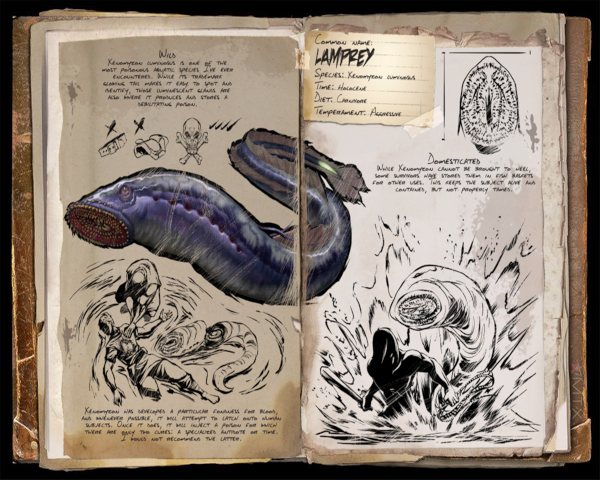 Wild
Xenomyzon luminosus is one of the
most poisonous aquatic species I've even
encountered. While its trademark
glowing tail makes it easy to spot and
identify, those luminescent glands are
also where it produces and stores a
debilitating poison.
Xenomyzon has developed a particular fondness for blood,
and whenever possible, it will attempt to latch onto human
subjects. Once it does, it will inject a poison for which
there are only two cures: a specialized antidote or time.
I would not recommend the latter.
Common name:
LAMPREY
Species: Xenomyzon luminosus
Time: Holocene
Diet: Carnivore
Temperament: Aggressive
Domesticated
While Xenomyzon cannot be brought to heel,
some survivors have stored them in fish baskets
for other uses. This keeps the subject alive and
contained, but not properly tamed.